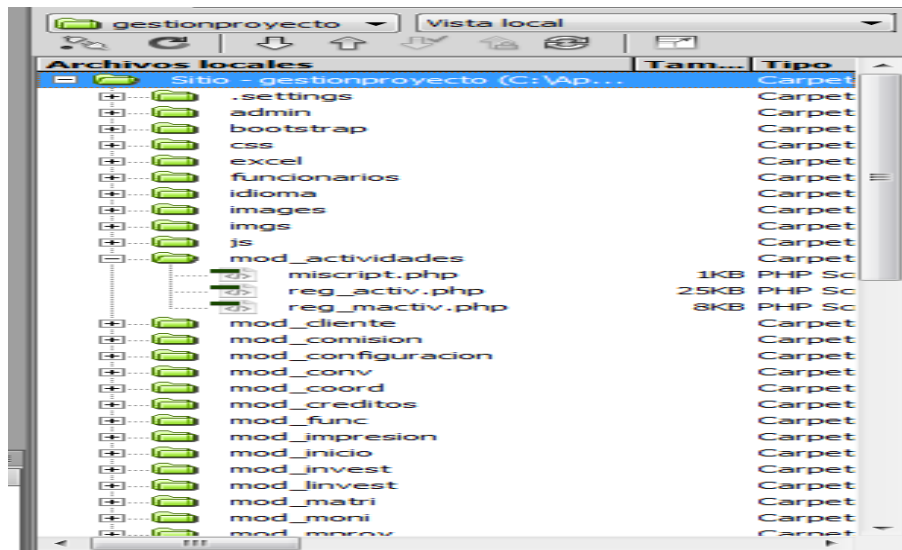 gestionproyecto Vista local
Archivos locales Tam... Tipo
Sitio - gestionproyecto (C:\Ap... Carpet
.settings Carpet
admin Carpet
bootstrap Carpet
css Carpet
excel Carpet
funcionarios Carpet
idioma Carpet
images Carpet
imgs Carpet
js Carpet
mod_actividades Carpet
miscript.php 1KB PHP Sc
reg_activ.php 25KB PHP Sc
reg_mactiv.php 8KB PHP Sc
mod_cliente Carpet
mod_comision Carpet
mod_configuracion Carpet
mod_conv Carpet
mod_coord Carpet
mod_creditos Carpet
mod_func Carpet
mod_impresion Carpet
mod_inicio Carpet
mod_invest Carpet
mod_linvest Carpet
mod_matri Carpet
mod_moni Carpet
mod_mprov Carpet